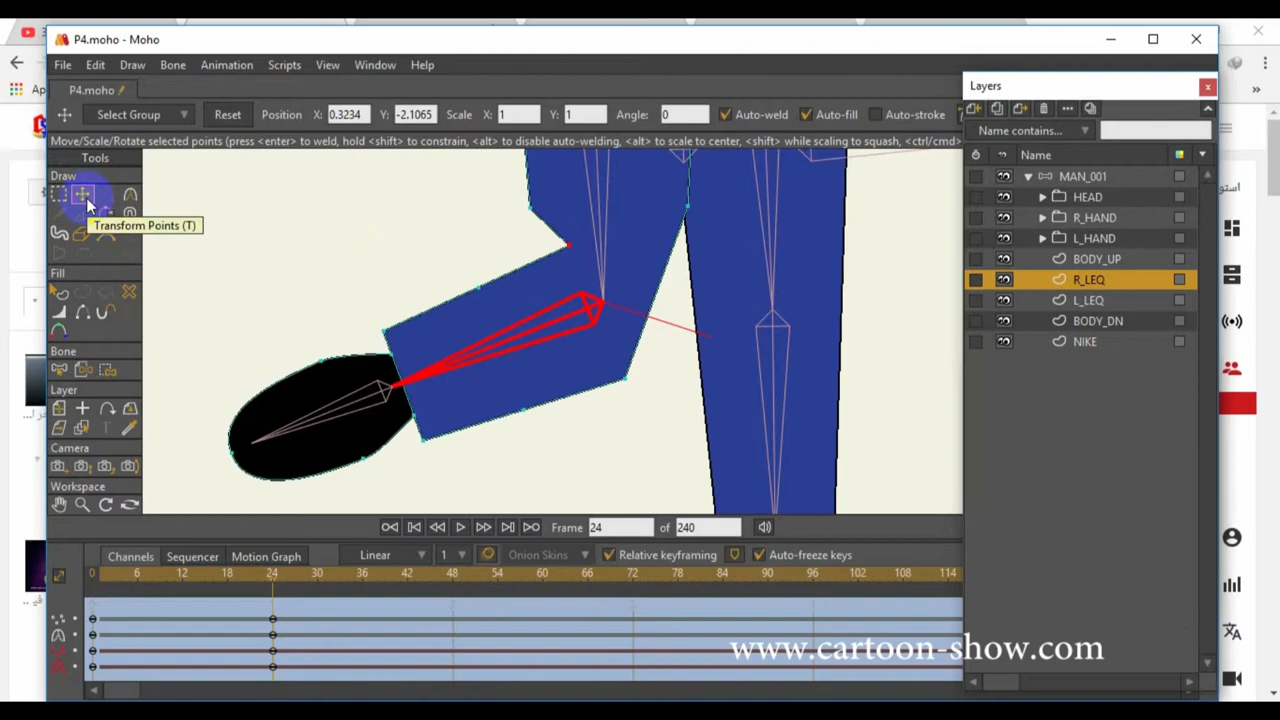 P4.moho - Moho
File Edit Draw Bone Animation Scripts View Window Help
P4.moho
Select Group Reset Position X: 0.3234 Y: -2.1065 Scale X: 1 Y: 1 Angle: 0 Auto-weld Auto-fill Auto-stroke
Move/Scale/Rotate selected points (press <enter> to weld, hold <shift> to constrain, <alt> to disable auto-welding, <alt> to scale to center, <shift> while scaling to squash, <ctrl/cmd>
Tools
Draw
Transform Points (T)
Fill
Bone
Layer
Camera
Workspace
Layers
Name contains...
Name
MAN_001
HEAD
R_HAND
L_HAND
BODY_UP
R_LEQ
L_LEQ
BODY_DN
NIKE
Frame 24 of 240
Channels Sequencer Motion Graph Linear 1 Onion Skins Relative keyframing Auto-freeze keys
0 6 12 18 24 30 36 42 48 54 60 66 72 78 84 90 96 102 108 114
www.cartoon-show.com